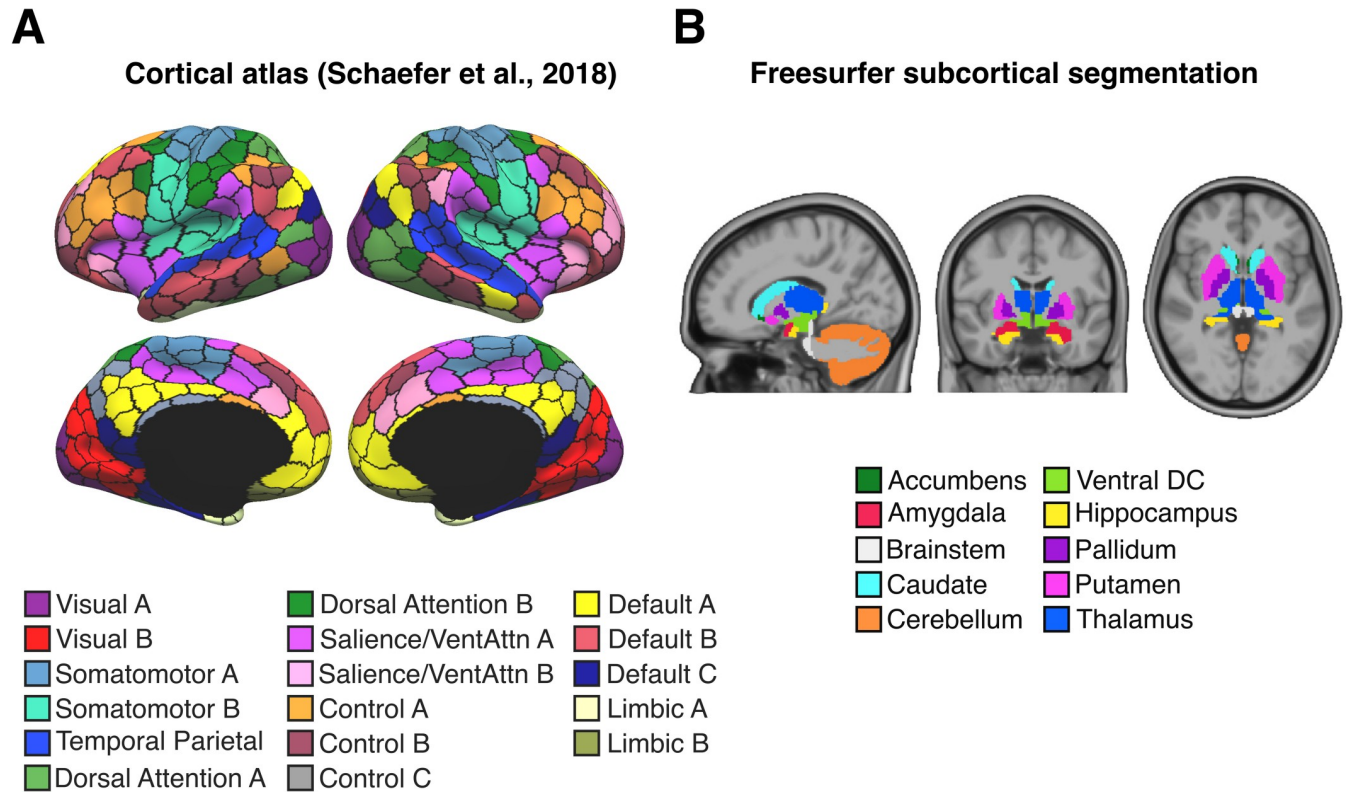 A
Cortical atlas (Schaefer et al., 2018)
Visual A
Visual B
Somatomotor A
Somatomotor B
Temporal Parietal
Dorsal Attention A
Dorsal Attention B
Salience/VentAttn A
Salience/VentAttn B
Control A
Control B
Control C
Default A
Default B
Default C
Limbic A
Limbic B
B
Freesurfer subcortical segmentation
Accumbens
Amygdala
Brainstem
Caudate
Cerebellum
Ventral DC
Hippocampus
Pallidum
Putamen
Thalamus